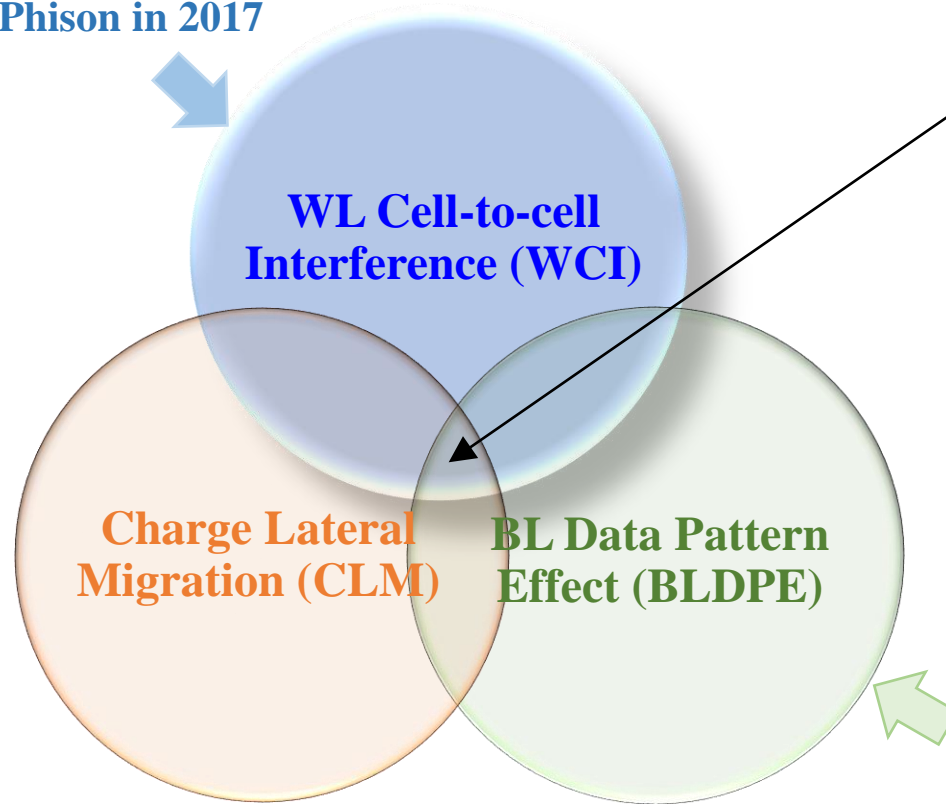 Phison in 2017
WL Cell-to-cell
Interference (WCI)
Charge Lateral
Migration (CLM)
BL Data Pattern
Effect (BLDPE)